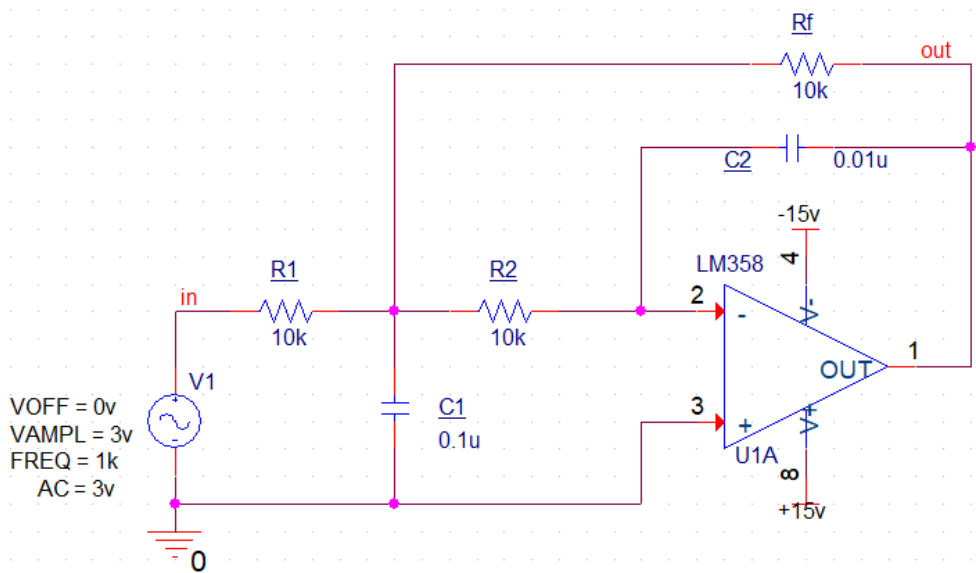 Rf
out
10k
C2
0.01u
-15v
4
LM358
R1
R2
in
2
-
V-
10k
10k
1
OUT
V1
VOFF = 0v
VAMPL = 3v
FREQ = 1k
AC = 3v
C1
0.1u
3
+
V+
U1A
8
+15v
0